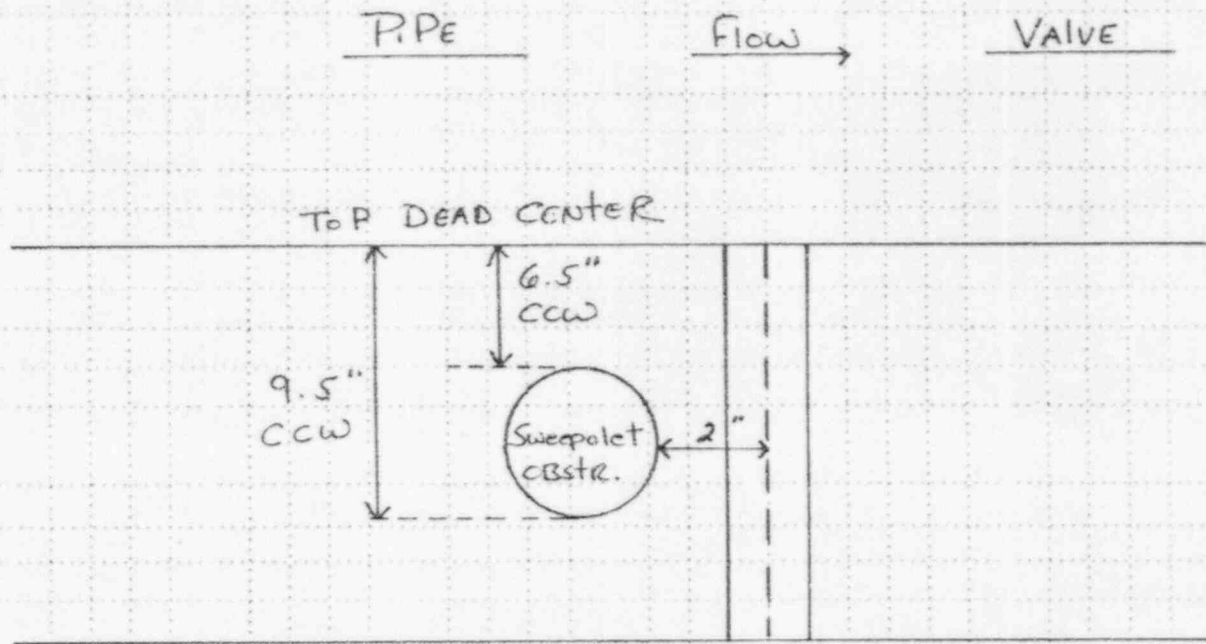 PIPE
Flow
VALVE
TOP DEAD CENTER
6.5"
CCW
9.5"
CCW
Sweepolet
OBSTR.
2"